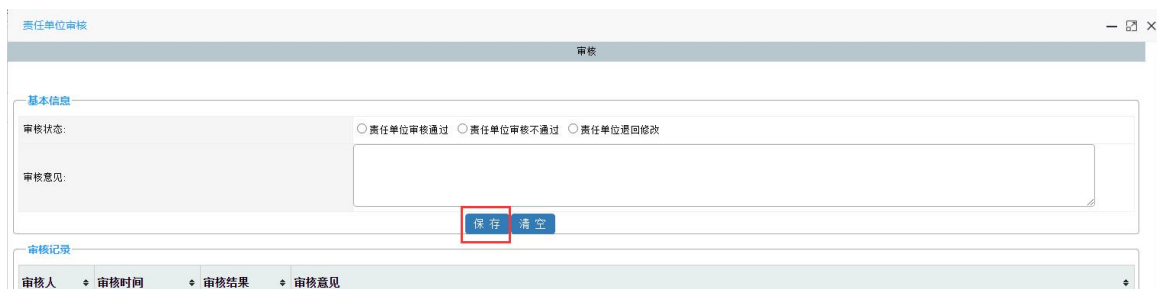 责任单位审核
审核
基本信息
审核状态: 责任单位审核通过 责任单位审核不通过 责任单位退回修改
审核意见:
保存 清空
审核记录
审核人 审核时间 审核结果 审核意见